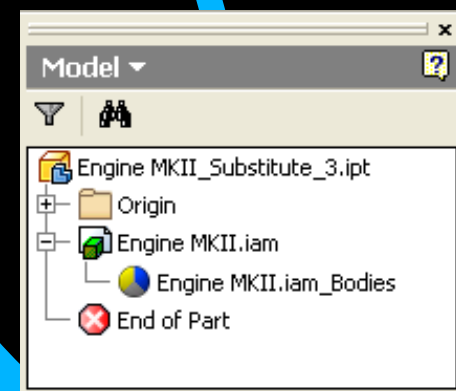 Model
Engine MKII_Substitute_3.ipt
Origin
Engine MKII.iam
Engine MKII.iam_Bodies
End of Part